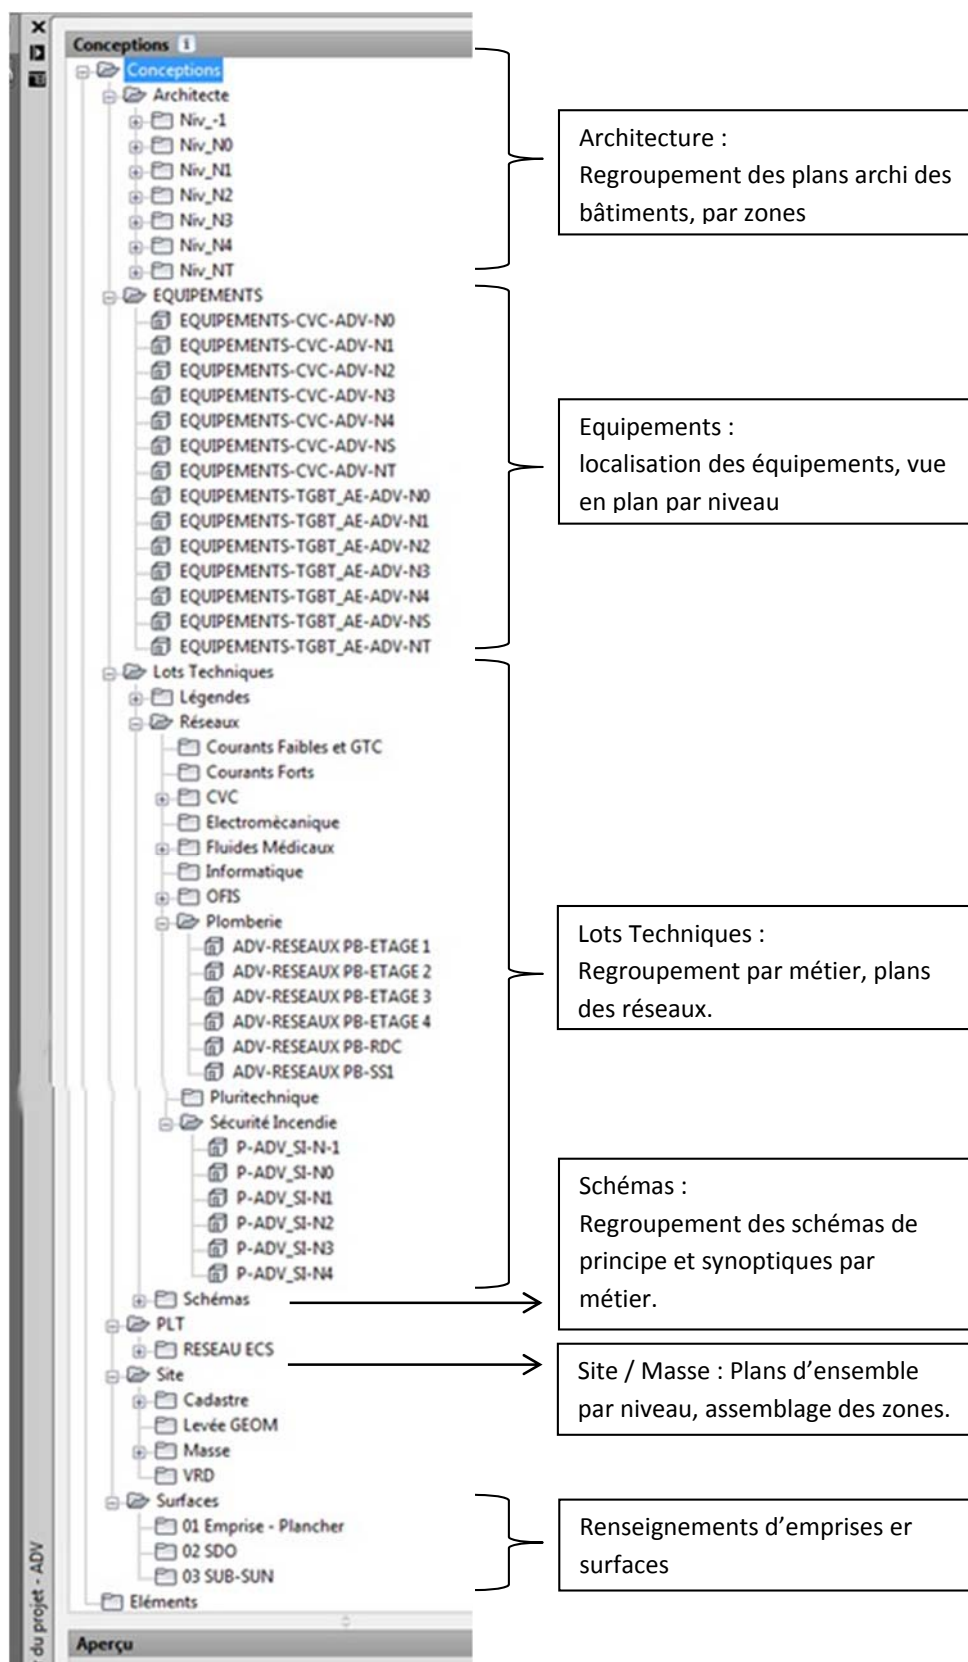 Conceptions
Conceptions
Architecte
Niv_-1
Niv_N0
Niv_N1
Niv_N2
Niv_N3
Niv_N4
Niv_NT
EQUIPEMENTS
EQUIPEMENTS-CVC-ADV-N0
EQUIPEMENTS-CVC-ADV-N1
EQUIPEMENTS-CVC-ADV-N2
EQUIPEMENTS-CVC-ADV-N3
EQUIPEMENTS-CVC-ADV-N4
EQUIPEMENTS-CVC-ADV-NS
EQUIPEMENTS-CVC-ADV-NT
EQUIPEMENTS-TGBT_AE-ADV-N0
EQUIPEMENTS-TGBT_AE-ADV-N1
EQUIPEMENTS-TGBT_AE-ADV-N2
EQUIPEMENTS-TGBT_AE-ADV-N3
EQUIPEMENTS-TGBT_AE-ADV-N4
EQUIPEMENTS-TGBT_AE-ADV-NS
EQUIPEMENTS-TGBT_AE-ADV-NT
Lots Techniques
Légendes
Réseaux
Courants Faibles et GTC
Courants Forts
CVC
Electromècanique
Fluides Médicaux
Informatique
OFIS
Plomberie
ADV-RESEAUX PB-ETAGE 1
ADV-RESEAUX PB-ETAGE 2
ADV-RESEAUX PB-ETAGE 3
ADV-RESEAUX PB-ETAGE 4
ADV-RESEAUX PB-RDC
ADV-RESEAUX PB-SS1
Pluritechnique
Sécurité Incendie
P-ADV_SI-N-1
P-ADV_SI-N0
P-ADV_SI-N1
P-ADV_SI-N2
P-ADV_SI-N3
P-ADV_SI-N4
Schémas
PLT
RESEAU ECS
Site
Cadastre
Levée GEOM
Masse
VRD
Surfaces
01 Emprise - Plancher
02 SDO
03 SUB-SUN
Eléments
Aperçu
du projet - ADV
Architecture :
Regroupement des plans archi des
bâtiments, par zones
Equipements :
localisation des équipements, vue
en plan par niveau
Lots Techniques :
Regroupement par métier, plans
des réseaux.
Schémas :
Regroupement des schémas de
principe et synoptiques par
métier.
Site / Masse : Plans d'ensemble
par niveau, assemblage des zones.
Renseignements d'emprises er
surfaces